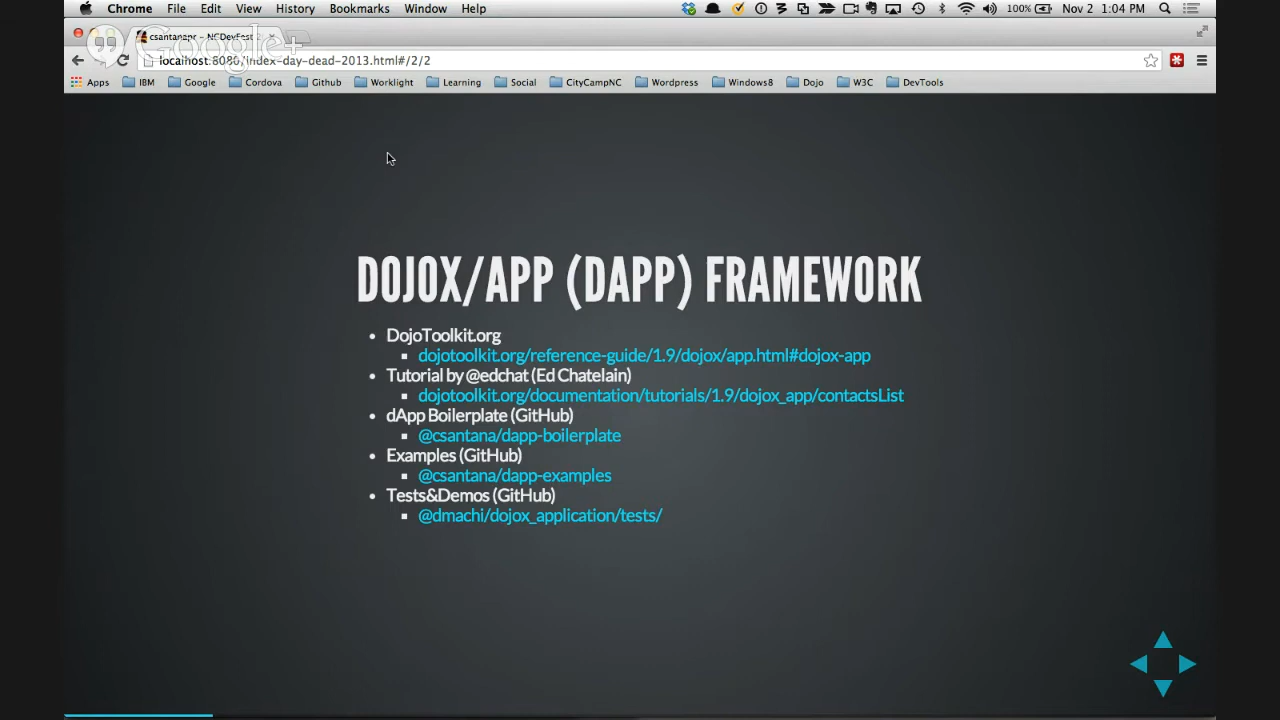 Chrome File Edit View History Bookmarks Window Help 100% Nov 2 1:04 PM
csantanapr – NCDevFest
Google+
localhost:8080/index-day-dead-2013.html#/2/2
Apps IBM Google Cordova Github Worklight Learning Social CityCampNC Wordpress Windows8 Dojo W3C DevTools
DOJOX/APP (DAPP) FRAMEWORK
DojoToolkit.org
dojotoolkit.org/reference-guide/1.9/dojox/app.html#dojox-app
Tutorial by @edchat (Ed Chatelain)
dojotoolkit.org/documentation/tutorials/1.9/dojox_app/contactsList
dApp Boilerplate (GitHub)
@csantana/dapp-boilerplate
Examples (GitHub)
@csantana/dapp-examples
Tests&Demos (GitHub)
@dmachi/dojox_application/tests/